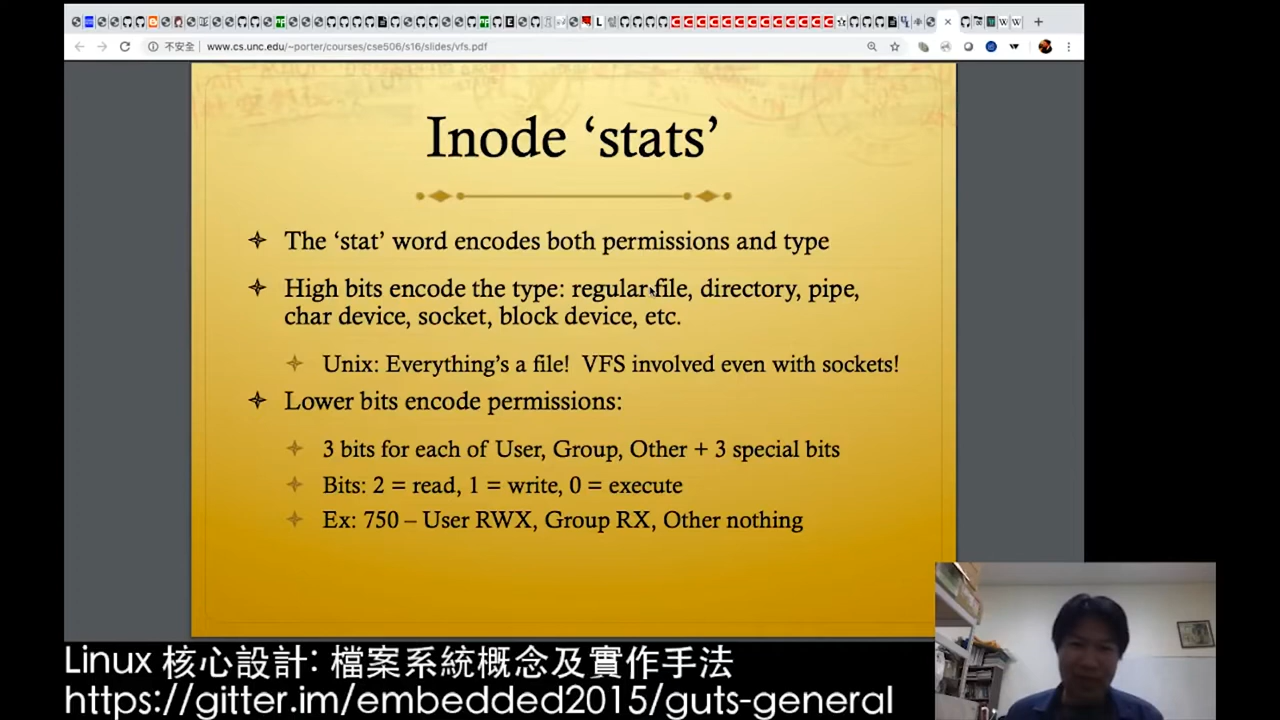 不安全
www.cs.unc.edu/~porter/courses/cse506/s16/slides/vfs.pdf
Inode ‘stats’
The ‘stat’ word encodes both permissions and type
High bits encode the type: regular file, directory, pipe,
char device, socket, block device, etc.
Unix: Everything’s a file! VFS involved even with sockets!
Lower bits encode permissions:
3 bits for each of User, Group, Other + 3 special bits
Bits: 2 = read, 1 = write, 0 = execute
Ex: 750 – User RWX, Group RX, Other nothing
Linux 核心設計: 檔案系統概念及實作手法
https://gitter.im/embedded2015/guts-general